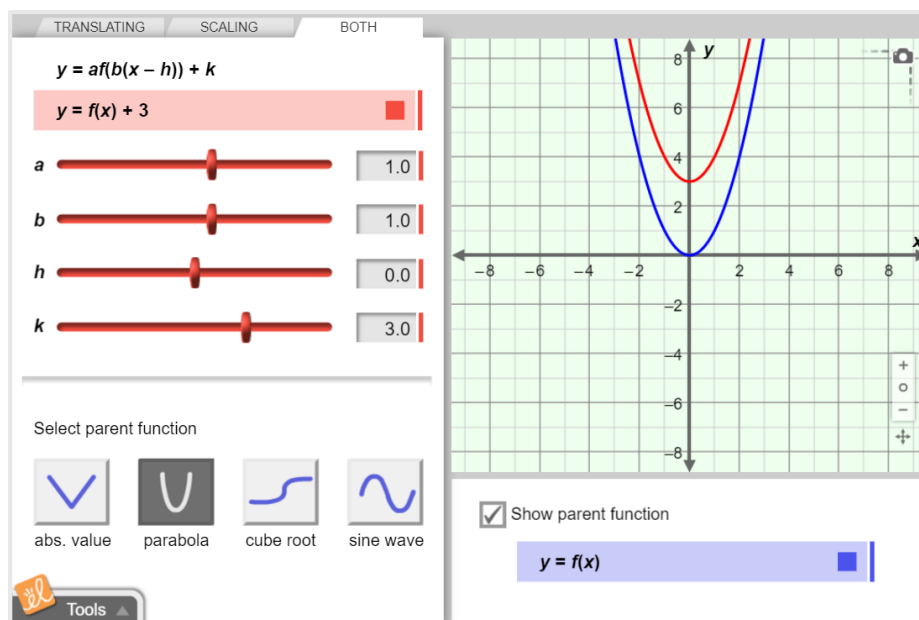 TRANSLATING SCALING BOTH
y = af(b(x – h)) + k
y = f(x) + 3
a 1.0
b 1.0
h 0.0
k 3.0
Select parent function
abs. value parabola cube root sine wave
Tools
y
8
6
4
2
x
–8 –6 –4 –2 2 4 6 8
–2
–4
–6
–8
Show parent function
y = f(x)